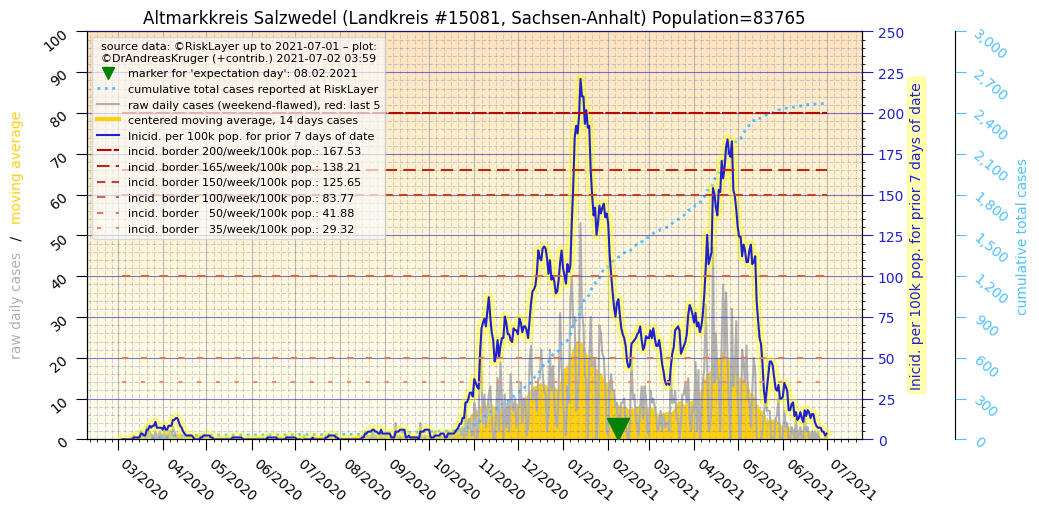 Altmarkkreis Salzwedel (Landkreis #15081, Sachsen-Anhalt) Population=83765
source data: ©RiskLayer up to 2021-07-01 – plot:
©DrAndreasKruger (+contrib.) 2021-07-02 03:59
marker for 'expectation day': 08.02.2021
cumulative total cases reported at RiskLayer
raw daily cases (weekend-flawed), red: last 5
centered moving average, 14 days cases
Inicid. per 100k pop. for prior 7 days of date
incid. border 200/week/100k pop.: 167.53
incid. border 165/week/100k pop.: 138.21
incid. border 150/week/100k pop.: 125.65
incid. border 100/week/100k pop.: 83.77
incid. border   50/week/100k pop.: 41.88
incid. border   35/week/100k pop.: 29.32
raw daily cases  /  moving average
100
90
80
70
60
50
40
30
20
10
0
250
225
200
175
150
125
100
75
50
25
0
Inicid. per 100k pop. for prior 7 days of date
3,000
2,700
2,400
2,100
1,800
1,500
1,200
900
600
300
0
cumulative total cases
03/2020
04/2020
05/2020
06/2020
07/2020
08/2020
09/2020
10/2020
11/2020
12/2020
01/2021
02/2021
03/2021
04/2021
05/2021
06/2021
07/2021